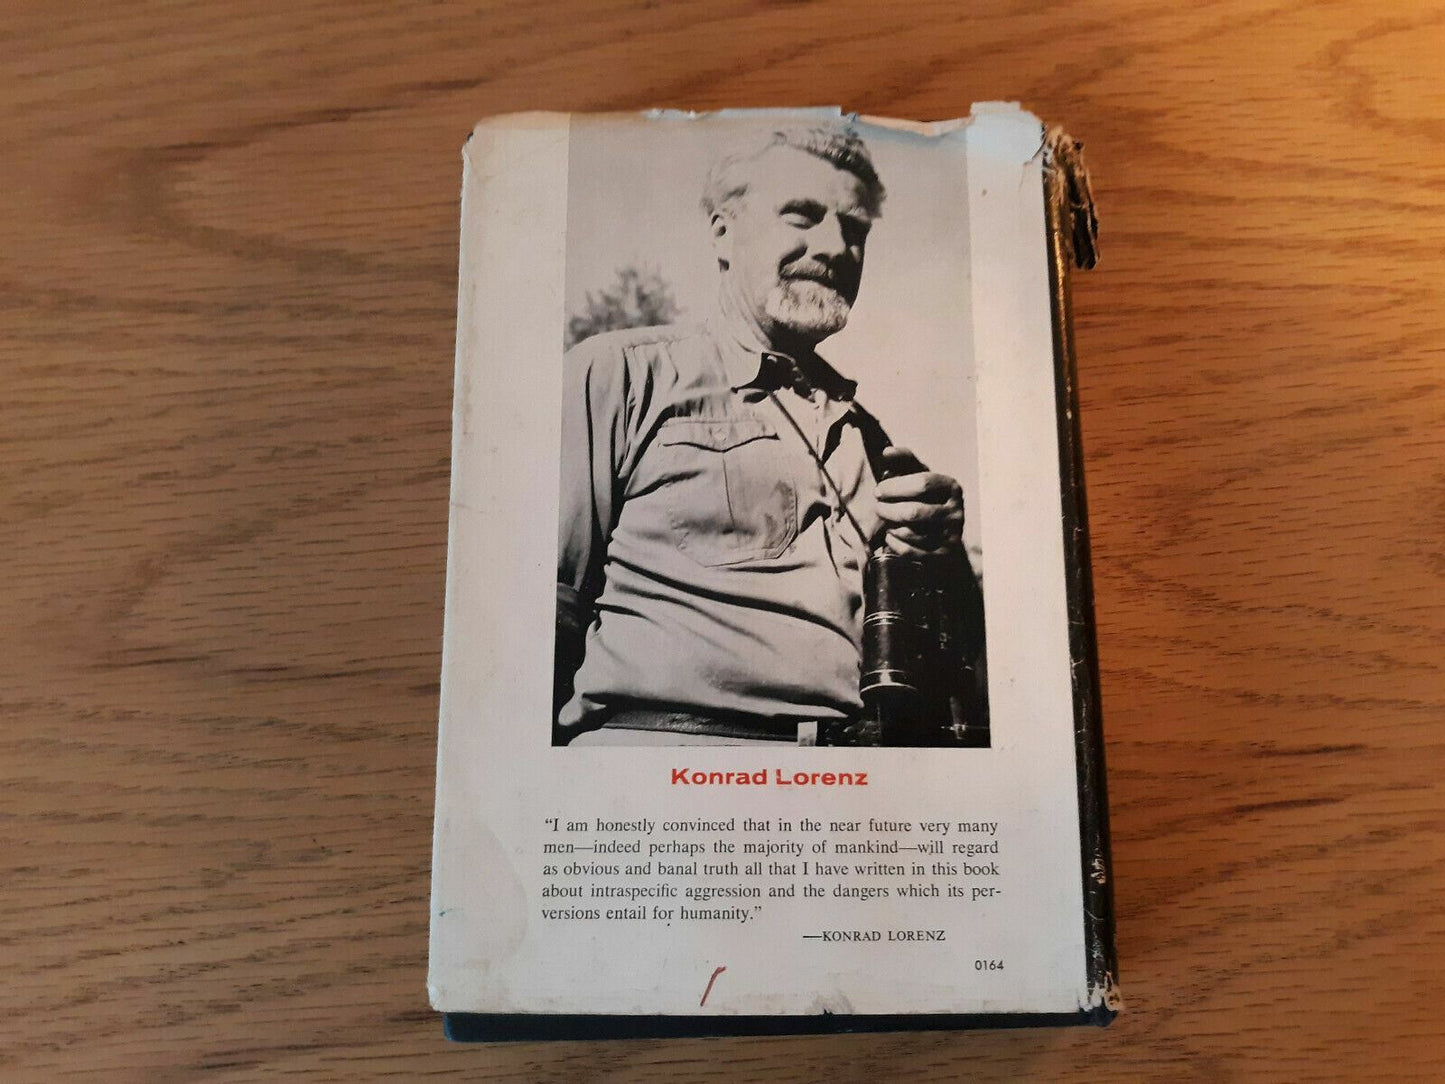 Konrad Lorenz
“I am honestly convinced that in the near future very many
men—indeed perhaps the majority of mankind—will regard
as obvious and banal truth all that I have written in this book
about intraspecific aggression and the dangers which its per-
versions entail for humanity.”
—KONRAD LORENZ
0164